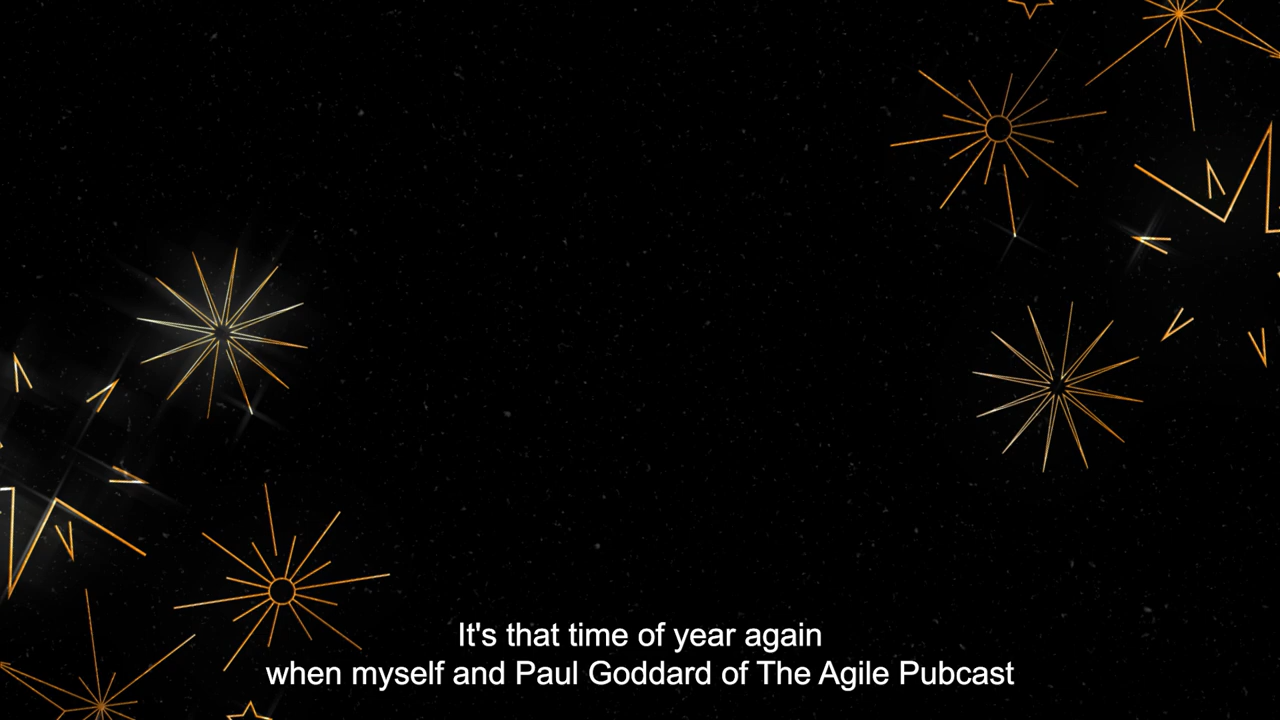 It's that time of year again
when myself and Paul Goddard of The Agile Pubcast